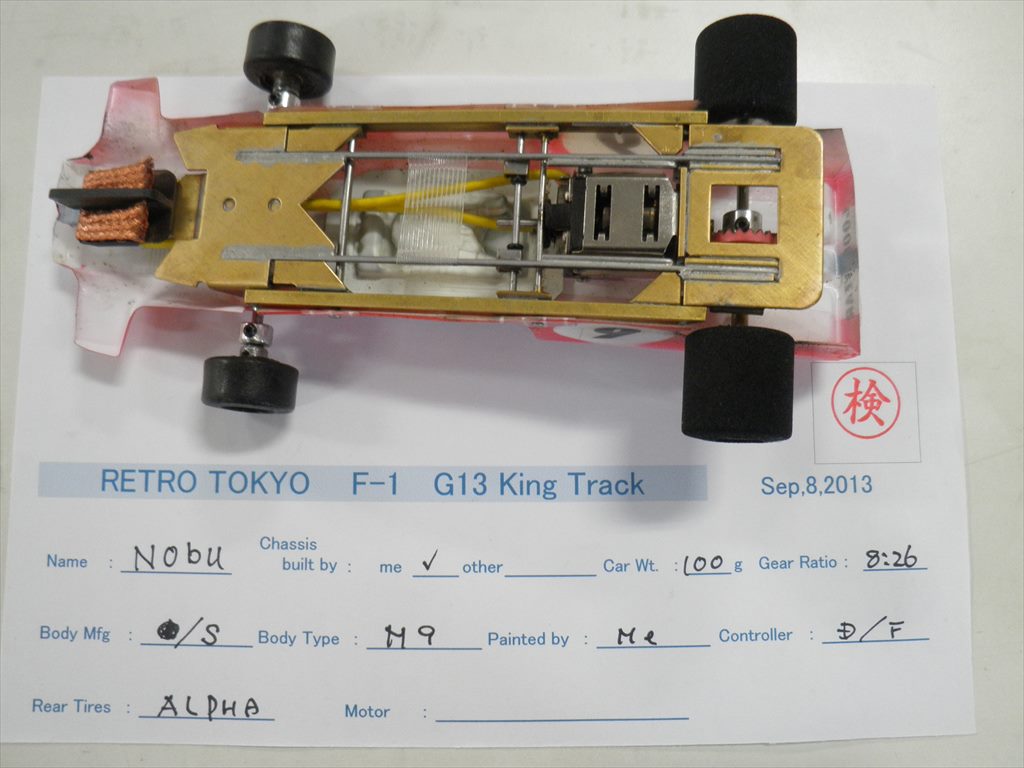 検
RETRO TOKYO F-1 G13 King Track Sep,8,2013
Name : NObU Chassis built by : me ✓ other Car Wt. : 100 g Gear Ratio : 8:26
Body Mfg : /S Body Type : M9 Painted by : Me Controller : D/F
Rear Tires : ALPHA Motor :